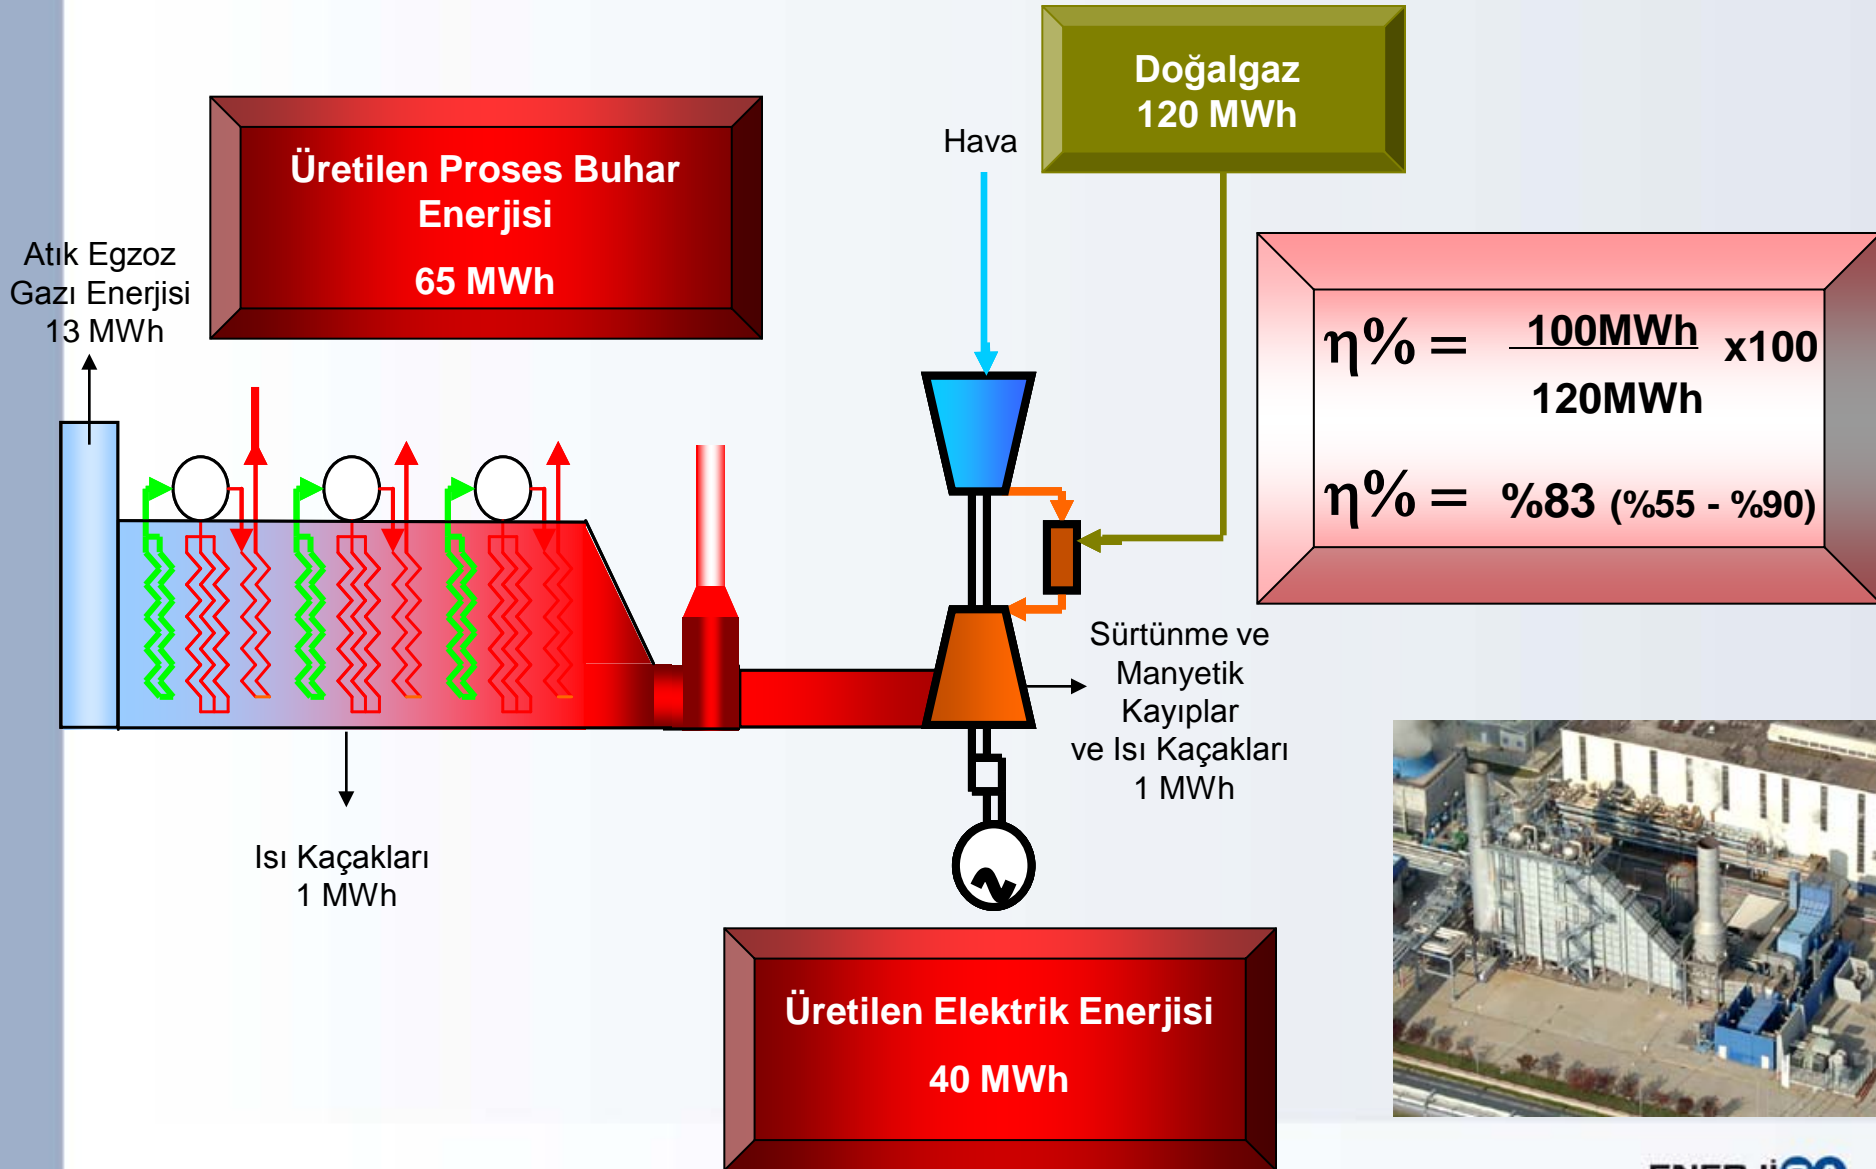 Doğalgaz
120 MWh
Üretilen Proses Buhar
Enerjisi
65 MWh
Hava
Atık Egzoz
Gazı Enerjisi
13 MWh
η% = 100MWh x100
120MWh
η% = %83 (%55 - %90)
Sürtünme ve
Manyetik
Kayıplar
ve Isı Kaçakları
1 MWh
Isı Kaçakları
1 MWh
Üretilen Elektrik Enerjisi
40 MWh